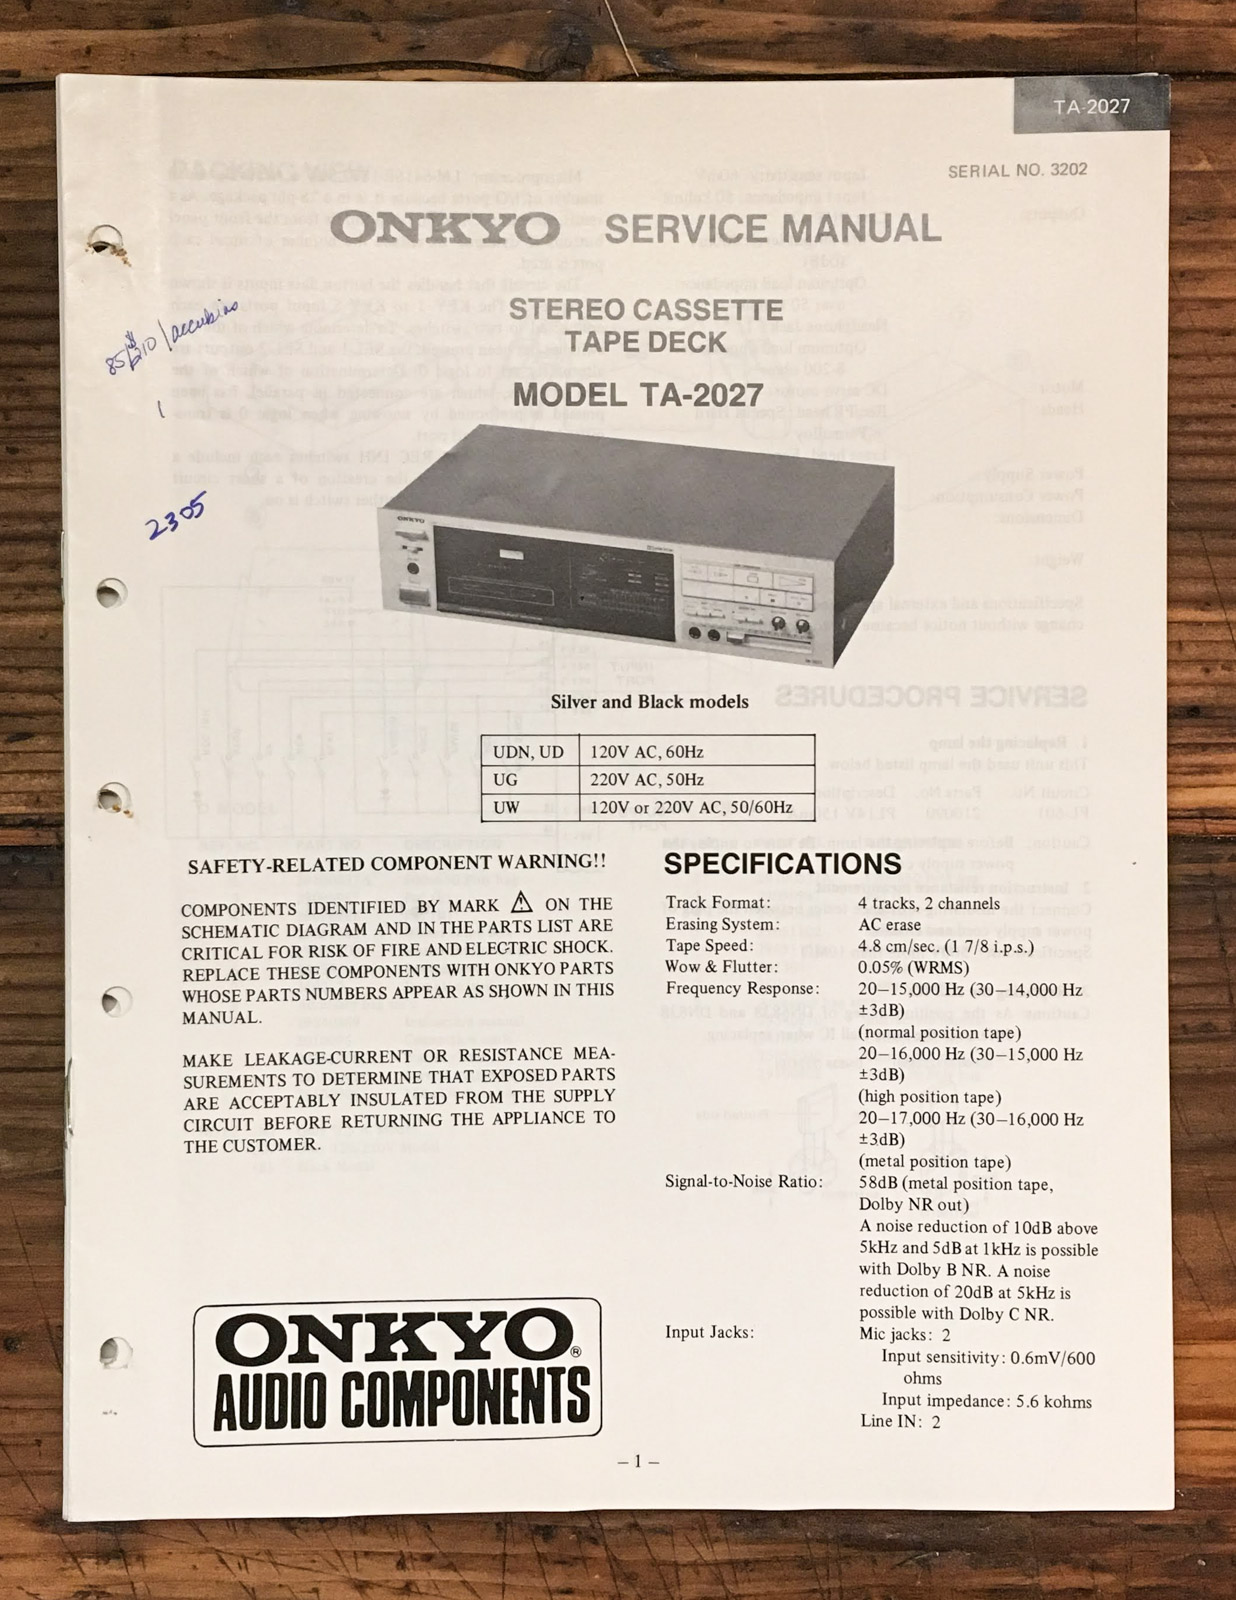 TA-2027
SERIAL NO. 3202
ONKYO SERVICE MANUAL
STEREO CASSETTE
TAPE DECK
MODEL TA-2027
2305
ONKYO
Silver and Black models
UDN, UD 120V AC, 60Hz
UG 220V AC, 50Hz
UW 120V or 220V AC, 50/60Hz
SAFETY-RELATED COMPONENT WARNING!!
COMPONENTS IDENTIFIED BY MARK ⚠ ON THE
SCHEMATIC DIAGRAM AND IN THE PARTS LIST ARE
CRITICAL FOR RISK OF FIRE AND ELECTRIC SHOCK.
REPLACE THESE COMPONENTS WITH ONKYO PARTS
WHOSE PARTS NUMBERS APPEAR AS SHOWN IN THIS
MANUAL.
MAKE LEAKAGE-CURRENT OR RESISTANCE MEA-
SUREMENTS TO DETERMINE THAT EXPOSED PARTS
ARE ACCEPTABLY INSULATED FROM THE SUPPLY
CIRCUIT BEFORE RETURNING THE APPLIANCE TO
THE CUSTOMER.
ONKYO®
AUDIO COMPONENTS
SPECIFICATIONS
Track Format: 4 tracks, 2 channels
Erasing System: AC erase
Tape Speed: 4.8 cm/sec. (1 7/8 i.p.s.)
Wow & Flutter: 0.05% (WRMS)
Frequency Response: 20–15,000 Hz (30–14,000 Hz
±3dB)
(normal position tape)
20–16,000 Hz (30–15,000 Hz
±3dB)
(high position tape)
20–17,000 Hz (30–16,000 Hz
±3dB)
(metal position tape)
Signal-to-Noise Ratio: 58dB (metal position tape,
Dolby NR out)
A noise reduction of 10dB above
5kHz and 5dB at 1kHz is possible
with Dolby B NR. A noise
reduction of 20dB at 5kHz is
possible with Dolby C NR.
Input Jacks: Mic jacks: 2
Input sensitivity: 0.6mV/600
ohms
Input impedance: 5.6 kohms
Line IN: 2
– 1 –